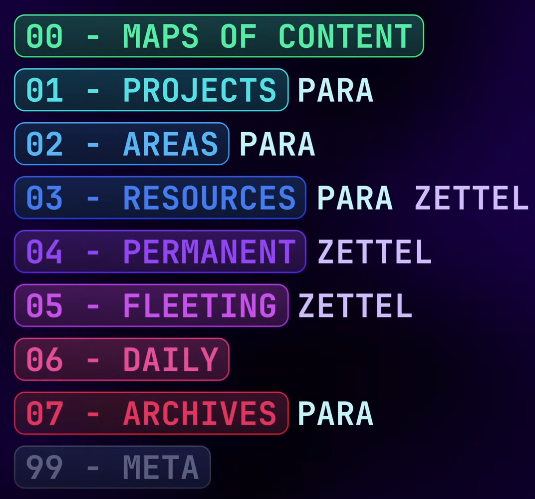 00 - MAPS OF CONTENT
01 - PROJECTS PARA
02 - AREAS PARA
03 - RESOURCES PARA ZETTEL
04 - PERMANENT ZETTEL
05 - FLEETING ZETTEL
06 - DAILY
07 - ARCHIVES PARA
99 - META